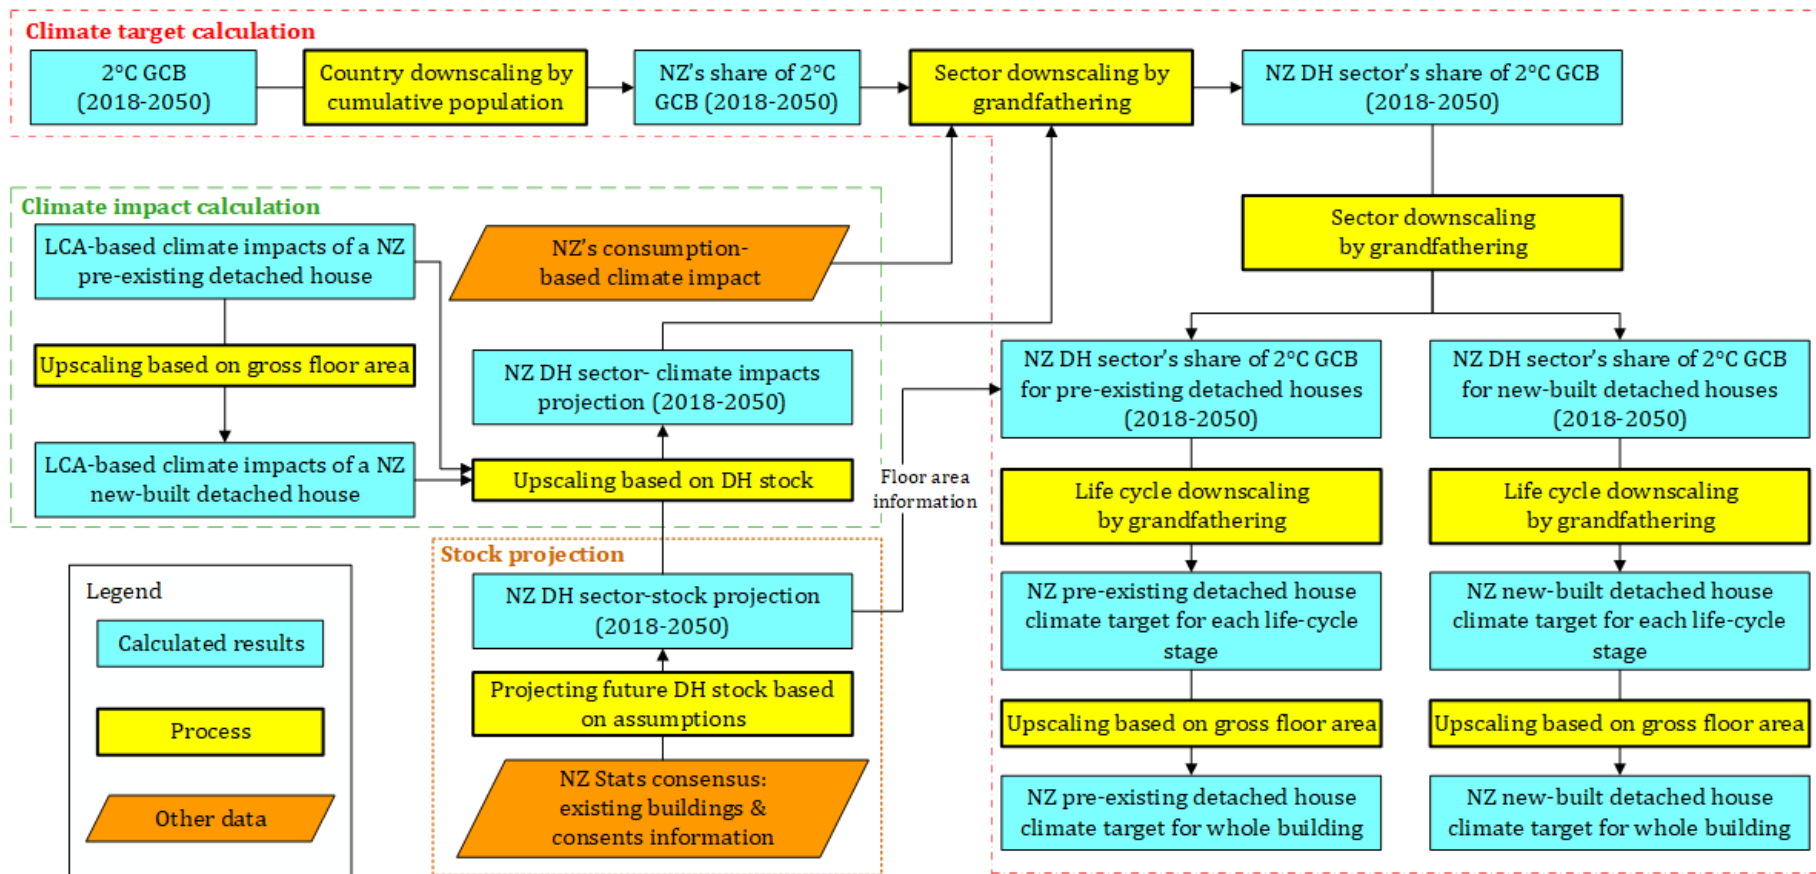 Climate target calculation
2°C GCB
(2018-2050)
Country downscaling by
cumulative population
NZ's share of 2°C
GCB (2018-2050)
Sector downscaling by
grandfathering
NZ DH sector's share of 2°C GCB
(2018-2050)
Sector downscaling
by grandfathering
Climate impact calculation
LCA-based climate impacts of a NZ
pre-existing detached house
NZ's consumption-
based climate impact
Upscaling based on gross floor area
NZ DH sector- climate impacts
projection (2018-2050)
LCA-based climate impacts of a NZ
new-built detached house
Upscaling based on DH stock
Floor area
information
NZ DH sector's share of 2°C GCB
for pre-existing detached houses
(2018-2050)
NZ DH sector's share of 2°C GCB
for new-built detached houses
(2018-2050)
Life cycle downscaling
by grandfathering
Life cycle downscaling
by grandfathering
Stock projection
NZ DH sector-stock projection
(2018-2050)
Projecting future DH stock based
on assumptions
NZ Stats consensus:
existing buildings &
consents information
NZ pre-existing detached house
climate target for each life-cycle
stage
NZ new-built detached house
climate target for each life-cycle
stage
Upscaling based on gross floor area
Upscaling based on gross floor area
NZ pre-existing detached house
climate target for whole building
NZ new-built detached house
climate target for whole building
Legend
Calculated results
Process
Other data